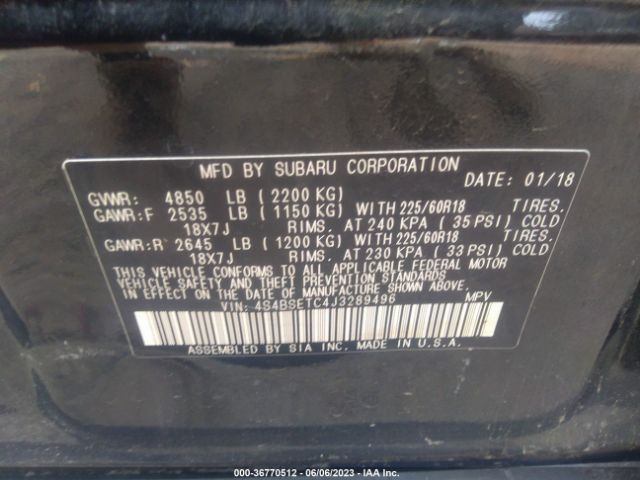 MFD BY SUBARU CORPORATION
DATE: 01/18
GVWR: 4850 LB ( 2200 KG)
GAWR:F 2535 LB ( 1150 KG) WITH 225/60R18 TIRES.
18X7J RIMS. AT 240 KPA ( 35 PSI) COLD
GAWR:R 2645 LB ( 1200 KG) WITH 225/60R18 TIRES.
18X7J RIMS. AT 230 KPA ( 33 PSI) COLD
THIS VEHICLE CONFORMS TO ALL APPLICABLE FEDERAL MOTOR
VEHICLE SAFETY AND THEFT PREVENTION STANDARDS
IN EFFECT ON THE DATE OF MANUFACTURE SHOWN ABOVE.
VIN: 4S4BSETC4J3289496 MPV
ASSEMBLED BY SIA INC. MADE IN U.S.A.
000-36770512 - 06/06/2023 - © IAA Inc.